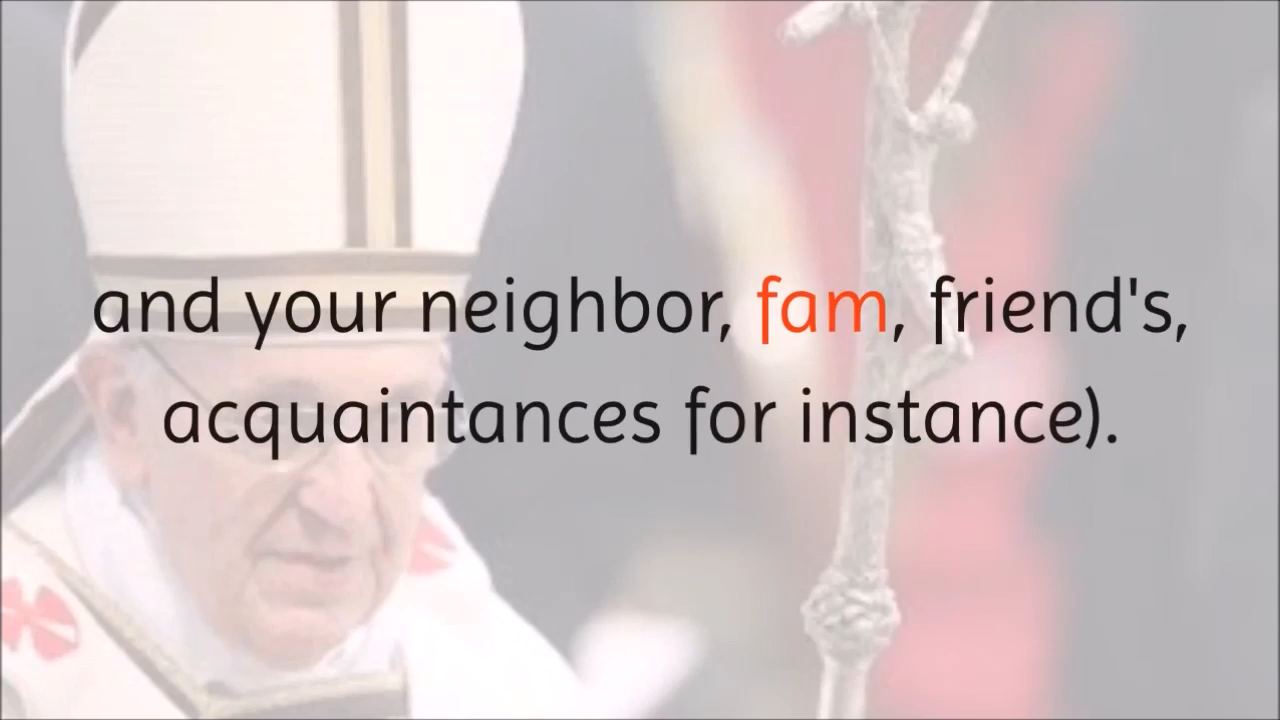 and your neighbor, fam, friend's,
acquaintances for instance).